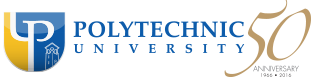 POLYTECHNIC
UNIVERSITY
50
ANNIVERSARY
1966 • 2016